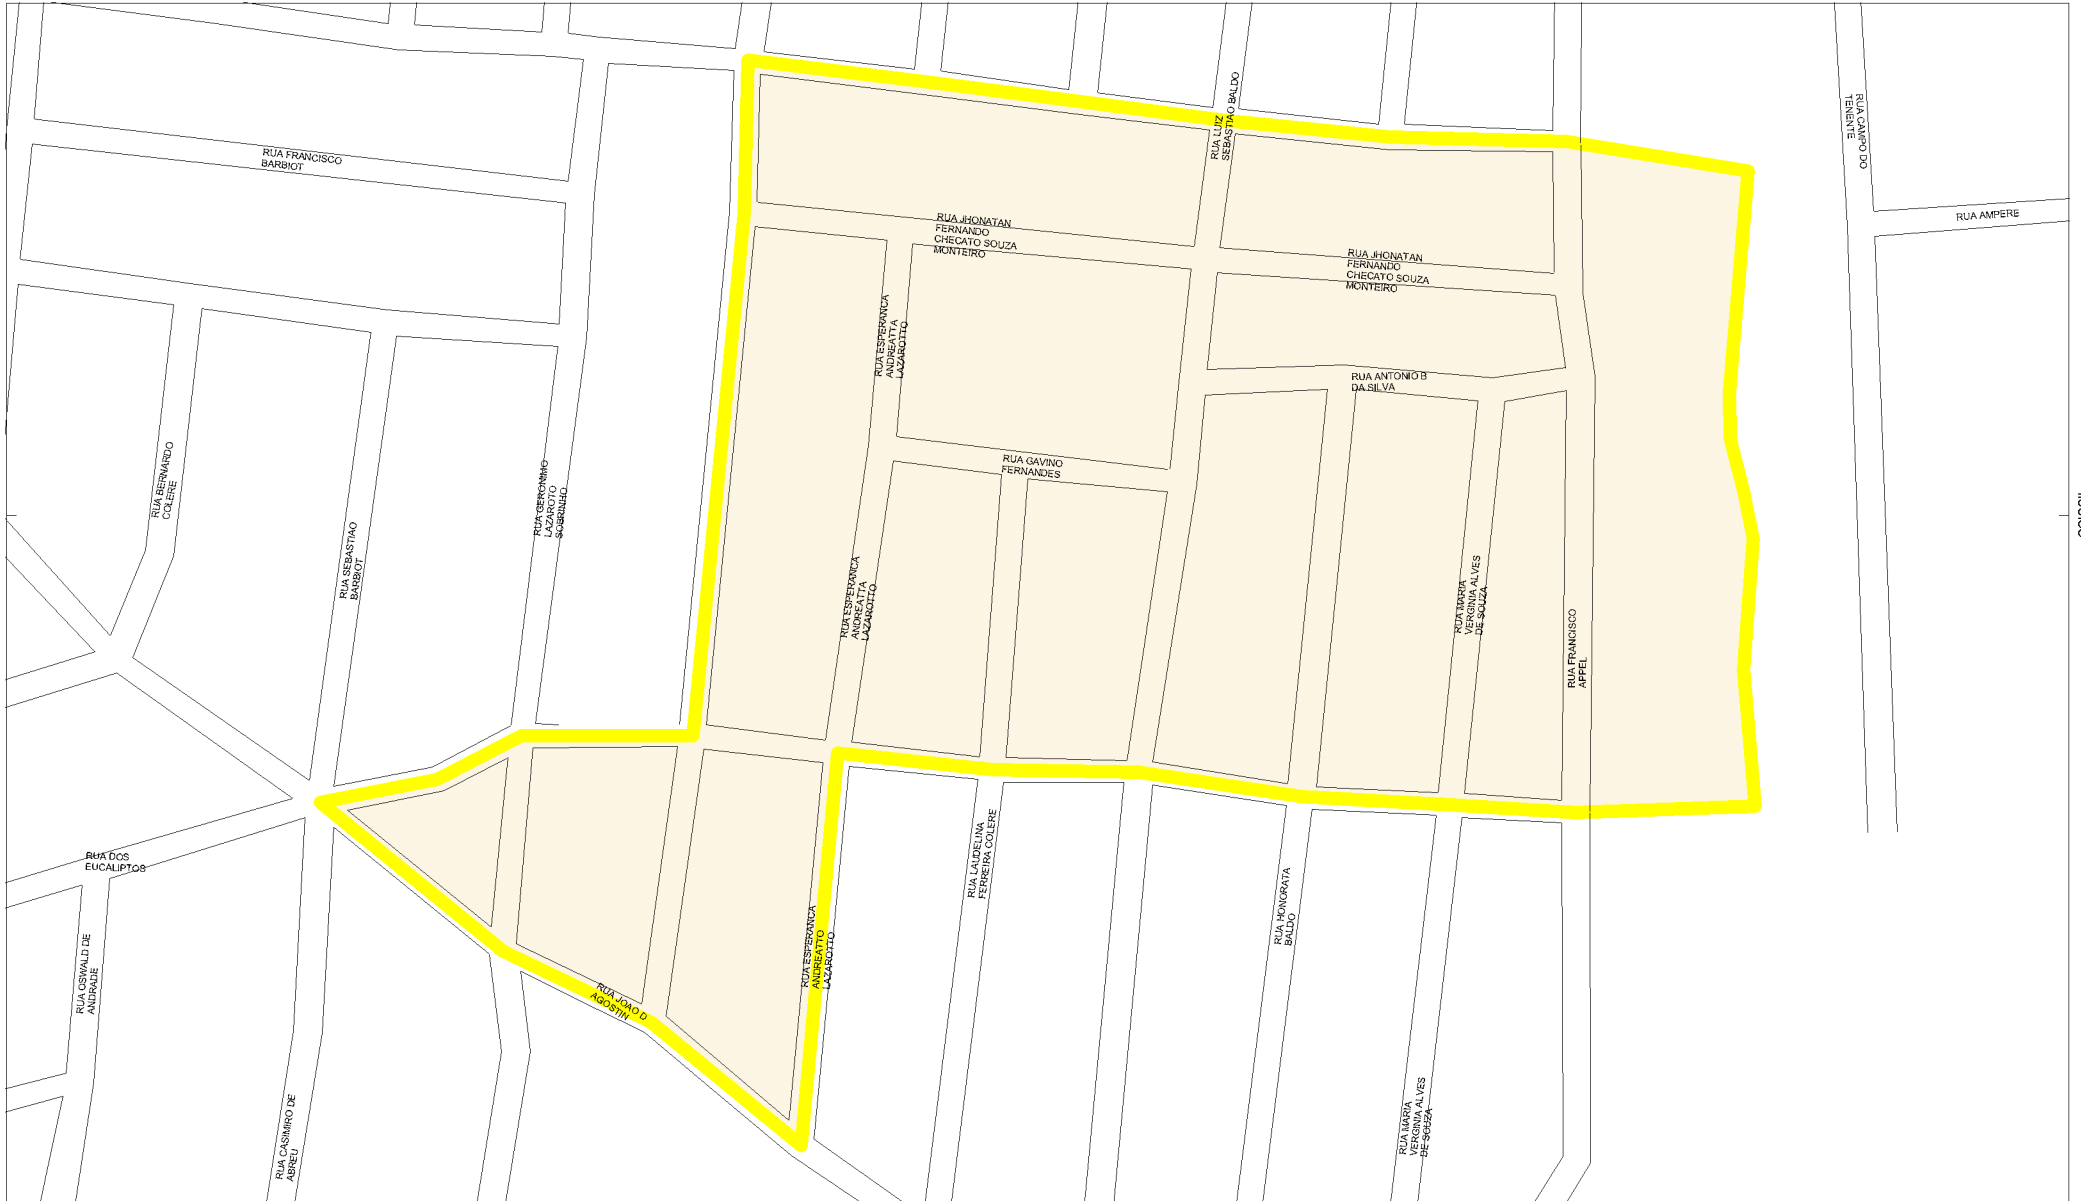 RUA LUIZ
SEBASTIAO BALDO
RUA CAMPO DO
TENENTE
RUA FRANCISCO
BARBIOT
RUA AMPERE
RUA JHONATAN
FERNANDO
CHECATO SOUZA
MONTEIRO
RUA JHONATAN
FERNANDO
CHECATO SOUZA
MONTEIRO
RUA ESPERANCA
ANDREATTA
LAZAROTTO
RUA ANTONIO B
DA SILVA
RUA BERNARDO
COLERE
RUA GERONIMO
LAZAROTO
SOBRINHO
RUA GAVINO
FERNANDES
RUA SEBASTIAO
BARBIOT
RUA ESPERANCA
ANDREATTA
LAZAROTTO
RUA MARIA
VERGINIA ALVES
DE SOUZA
RUA FRANCISCO
APPEL
RUA DOS
EUCALIPTOS
RUA LAUDELINA
FERREIRA COLERE
RUA HONORATA
BALDO
RUA ESPERANCA
ANDREATTO
LAZAROTTO
RUA OSWALD DE
ANDRADE
RUA JOAO D
AGOSTIN
RUA CASIMIRO DE
ABREU
RUA MARIA
VERGINIA ALVES
DE SOUZA